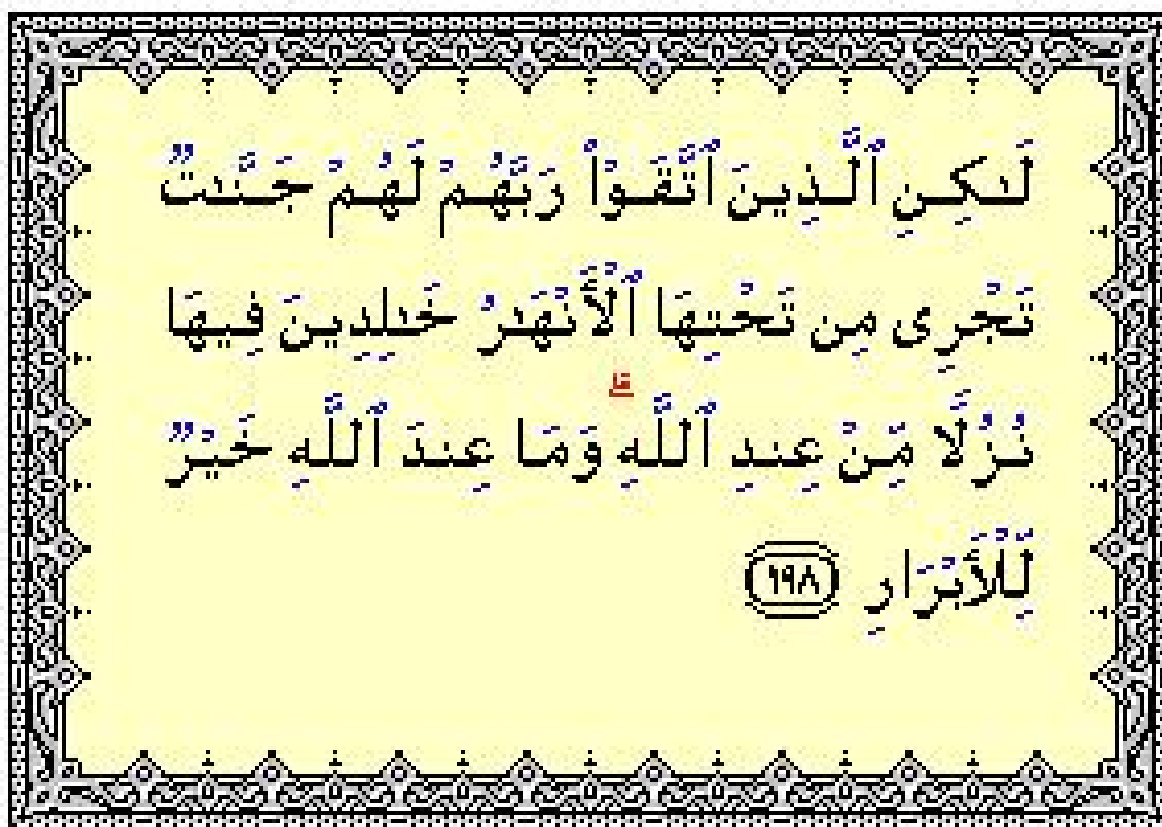 لَـٰكِنِ ٱلَّذِينَ ٱتَّقَوْا۟ رَبَّهُمْ لَهُمْ جَنَّـٰتٌ
تَجْرِى مِن تَحْتِهَا ٱلْأَنْهَـٰرُ خَـٰلِدِينَ فِيهَا
نُزُلًا مِّنْ عِندِ ٱللَّهِ ۗ وَمَا عِندَ ٱللَّهِ خَيْرٌ
لِّلْأَبْرَارِ ١٩٨